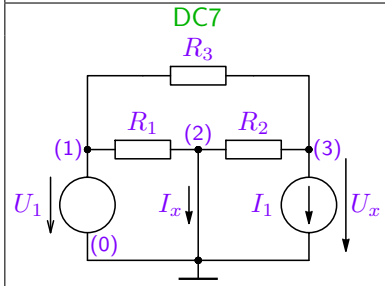 DC7
R₃
(1) R₁ (2) R₂ (3)
U₁ Iₓ I₁ Uₓ
(0)